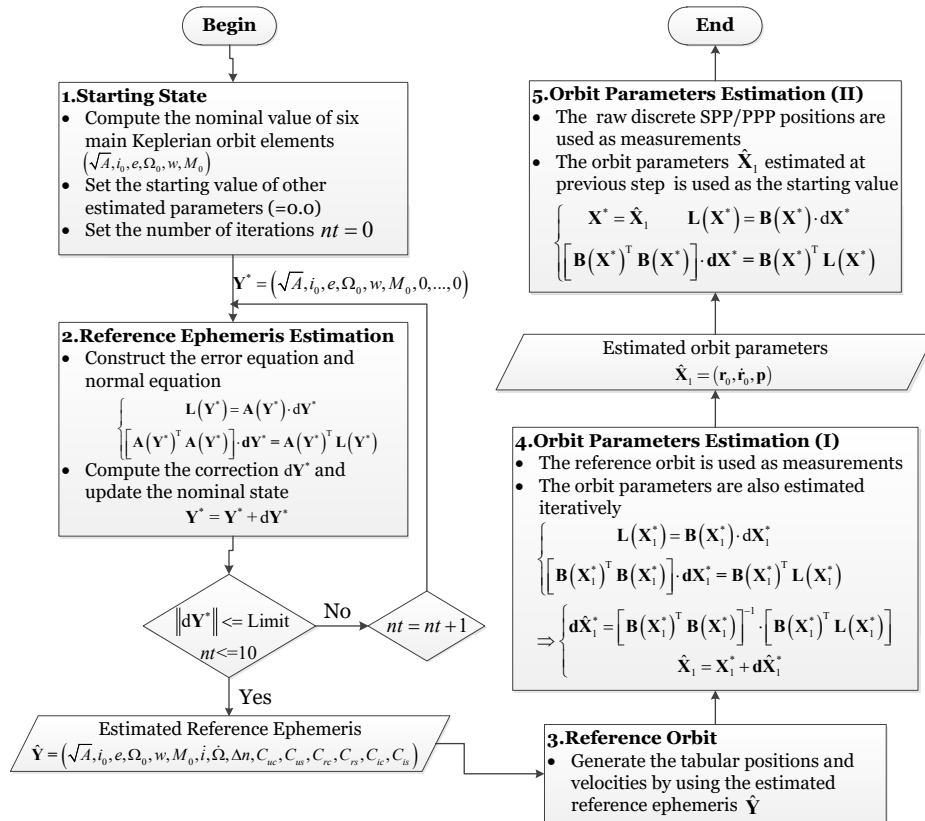 Begin
1.Starting State
• Compute the nominal value of six
main Keplerian orbit elements
(√A, i₀, e, Ω₀, w, M₀)
• Set the starting value of other
estimated parameters (=0.0)
• Set the number of iterations nt = 0
Y* = (√A, i₀, e, Ω₀, w, M₀, 0, ..., 0)
2.Reference Ephemeris Estimation
• Construct the error equation and
normal equation
L(Y*) = A(Y*)·dY*
[A(Y*)ᵀ A(Y*)]·dY* = A(Y*)ᵀ L(Y*)
• Compute the correction dY* and
update the nominal state
Y* = Y* + dY*
‖dY*‖ <= Limit
nt<=10
No
nt = nt + 1
Yes
Estimated Reference Ephemeris
Ŷ = (√A, i₀, e, Ω₀, w, M₀, i̇, Ω̇, Δn, C_uc, C_us, C_rc, C_rs, C_ic, C_is)
3.Reference Orbit
• Generate the tabular positions and
velocities by using the estimated
reference ephemeris Ŷ
4.Orbit Parameters Estimation (I)
• The reference orbit is used as measurements
• The orbit parameters are also estimated
iteratively
L(X₁*) = B(X₁*)·dX₁*
[B(X₁*)ᵀ B(X₁*)]·dX₁* = B(X₁*)ᵀ L(X₁*)
⇒ dX̂₁* = [B(X₁*)ᵀ B(X₁*)]⁻¹·[B(X₁*)ᵀ L(X₁*)]
X̂₁ = X₁* + dX̂₁*
Estimated orbit parameters
X̂₁ = (r₀, ṙ₀, p)
5.Orbit Parameters Estimation (II)
• The raw discrete SPP/PPP positions are
used as measurements
• The orbit parameters X̂₁ estimated at
previous step is used as the starting value
X* = X̂₁ L(X*) = B(X*)·dX*
[B(X*)ᵀ B(X*)]·dX* = B(X*)ᵀ L(X*)
End